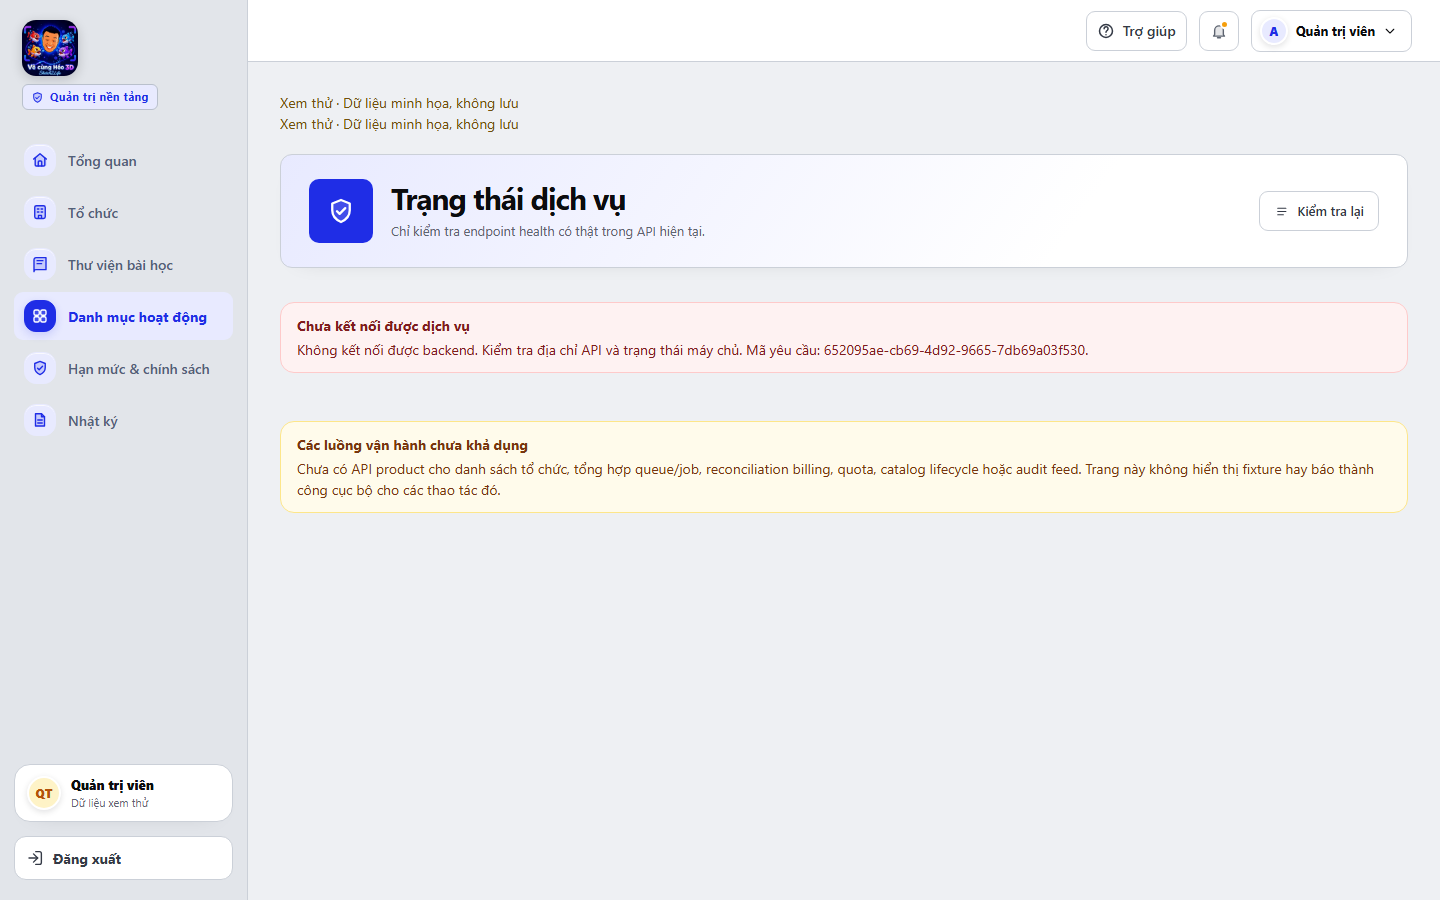 Vô cùng Hào 3D
Quản trị nền tảng
Tổng quan
Tổ chức
Thư viện bài học
Danh mục hoạt động
Hạn mức & chính sách
Nhật ký
QT
Quản trị viên
Dữ liệu xem thử
Đăng xuất
Trợ giúp
A
Quản trị viên
Xem thử · Dữ liệu minh họa, không lưu
Xem thử · Dữ liệu minh họa, không lưu
Trạng thái dịch vụ
Chỉ kiểm tra endpoint health có thật trong API hiện tại.
Kiểm tra lại
Chưa kết nối được dịch vụ
Không kết nối được backend. Kiểm tra địa chỉ API và trạng thái máy chủ. Mã yêu cầu: 652095ae-cb69-4d92-9665-7db69a03f530.
Các luồng vận hành chưa khả dụng
Chưa có API product cho danh sách tổ chức, tổng hợp queue/job, reconciliation billing, quota, catalog lifecycle hoặc audit feed. Trang này không hiển thị fixture hay báo thành
công cục bộ cho các thao tác đó.